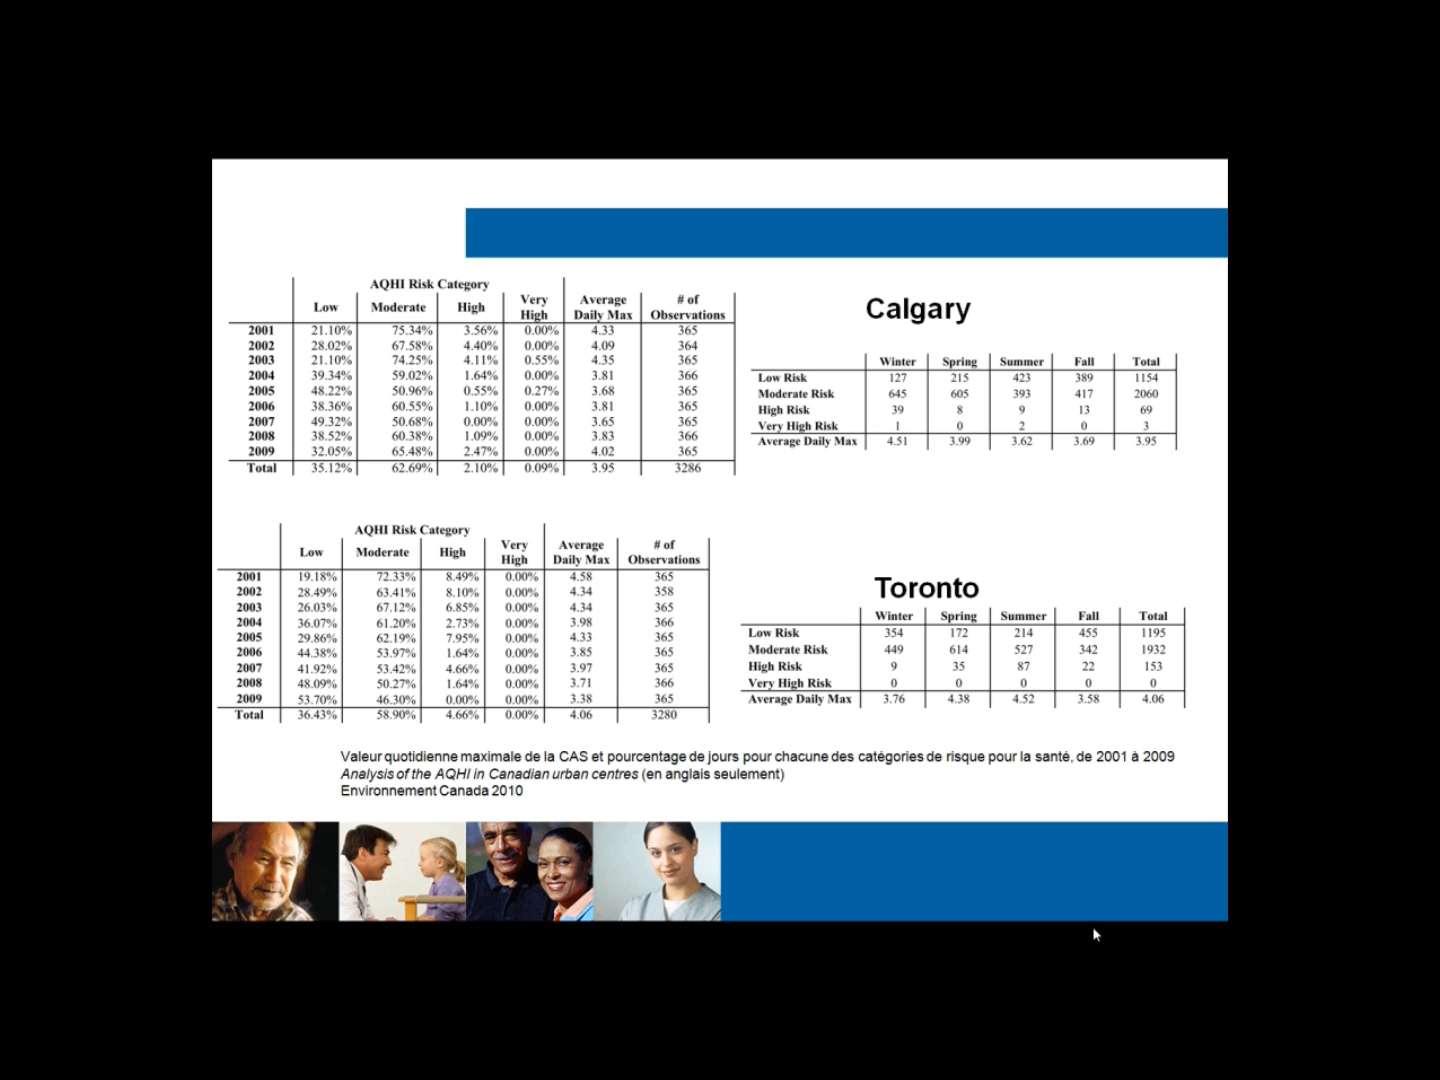 AQHI Risk Category
Low Moderate High Very High Average Daily Max # of Observations
2001 21.10% 75.34% 3.56% 0.00% 4.33 365
2002 28.02% 67.58% 4.40% 0.00% 4.09 364
2003 21.10% 74.25% 4.11% 0.55% 4.35 365
2004 39.34% 59.02% 1.64% 0.00% 3.81 366
2005 48.22% 50.96% 0.55% 0.27% 3.68 365
2006 38.36% 60.55% 1.10% 0.00% 3.81 365
2007 49.32% 50.68% 0.00% 0.00% 3.65 365
2008 38.52% 60.38% 1.09% 0.00% 3.83 366
2009 32.05% 65.48% 2.47% 0.00% 4.02 365
Total 35.12% 62.69% 2.10% 0.09% 3.95 3286
Calgary
Winter Spring Summer Fall Total
Low Risk 127 215 423 389 1154
Moderate Risk 645 605 393 417 2060
High Risk 39 8 9 13 69
Very High Risk 1 0 2 0 3
Average Daily Max 4.51 3.99 3.62 3.69 3.95
AQHI Risk Category
Low Moderate High Very High Average Daily Max # of Observations
2001 19.18% 72.33% 8.49% 0.00% 4.58 365
2002 28.49% 63.41% 8.10% 0.00% 4.34 358
2003 26.03% 67.12% 6.85% 0.00% 4.34 365
2004 36.07% 61.20% 2.73% 0.00% 3.98 366
2005 29.86% 62.19% 7.95% 0.00% 4.33 365
2006 44.38% 53.97% 1.64% 0.00% 3.85 365
2007 41.92% 53.42% 4.66% 0.00% 3.97 365
2008 48.09% 50.27% 1.64% 0.00% 3.71 366
2009 53.70% 46.30% 0.00% 0.00% 3.38 365
Total 36.43% 58.90% 4.66% 0.00% 4.06 3280
Toronto
Winter Spring Summer Fall Total
Low Risk 354 172 214 455 1195
Moderate Risk 449 614 527 342 1932
High Risk 9 35 87 22 153
Very High Risk 0 0 0 0 0
Average Daily Max 3.76 4.38 4.52 3.58 4.06
Valeur quotidienne maximale de la CAS et pourcentage de jours pour chacune des catégories de risque pour la santé, de 2001 à 2009
Analysis of the AQHI in Canadian urban centres (en anglais seulement)
Environnement Canada 2010